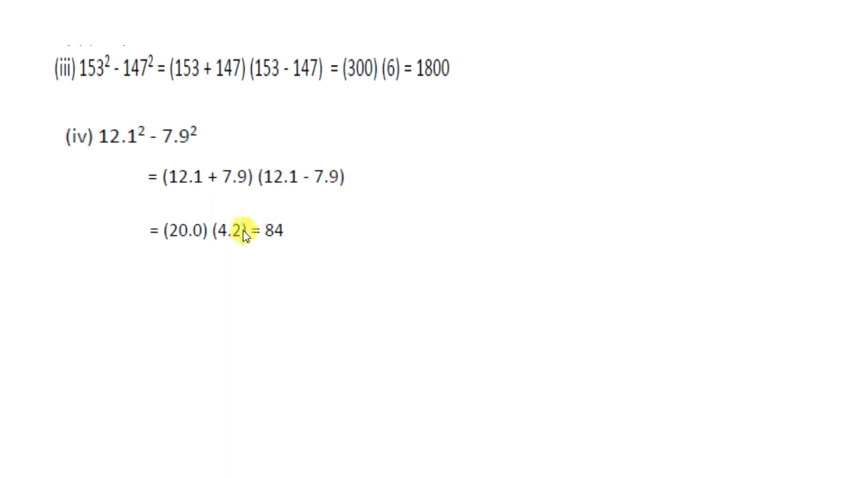 (iii) 153² - 147² = (153 + 147) (153 - 147) = (300) (6) = 1800
(iv) 12.1² - 7.9²
= (12.1 + 7.9) (12.1 - 7.9)
= (20.0) (4.2) = 84